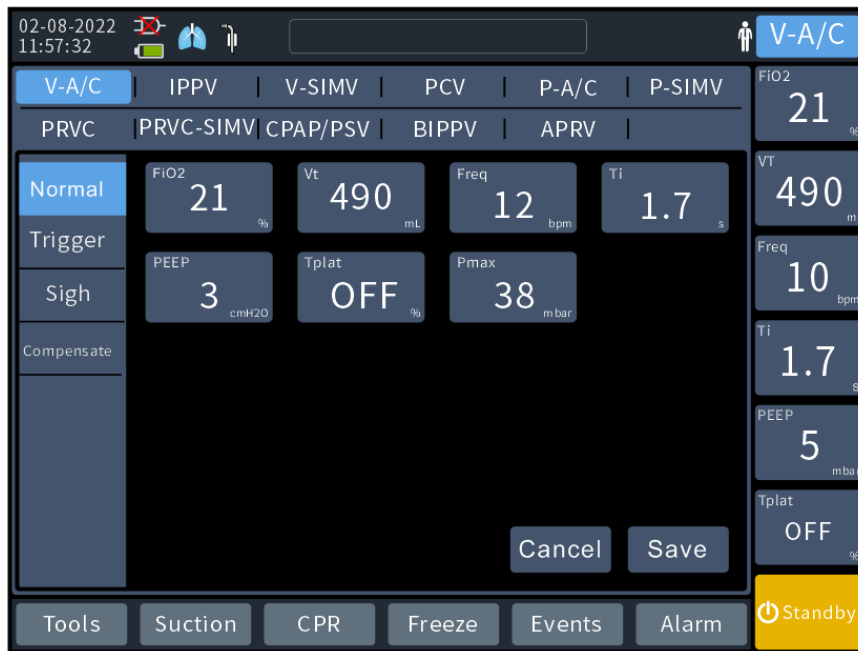 02-08-2022
11:57:32
V-A/C
V-A/C IPPV V-SIMV PCV P-A/C P-SIMV
PRVC PRVC-SIMV CPAP/PSV BIPPV APRV
Normal
Trigger
Sigh
Compensate
FiO2
21
%
Vt
490
mL
Freq
12
bpm
Ti
1.7
s
PEEP
3
cmH2O
Tplat
OFF
%
Pmax
38
mbar
Cancel
Save
FiO2
21
%
VT
490
m
Freq
10
bpm
Ti
1.7
s
PEEP
5
mbar
Tplat
OFF
%
Standby
Tools Suction CPR Freeze Events Alarm